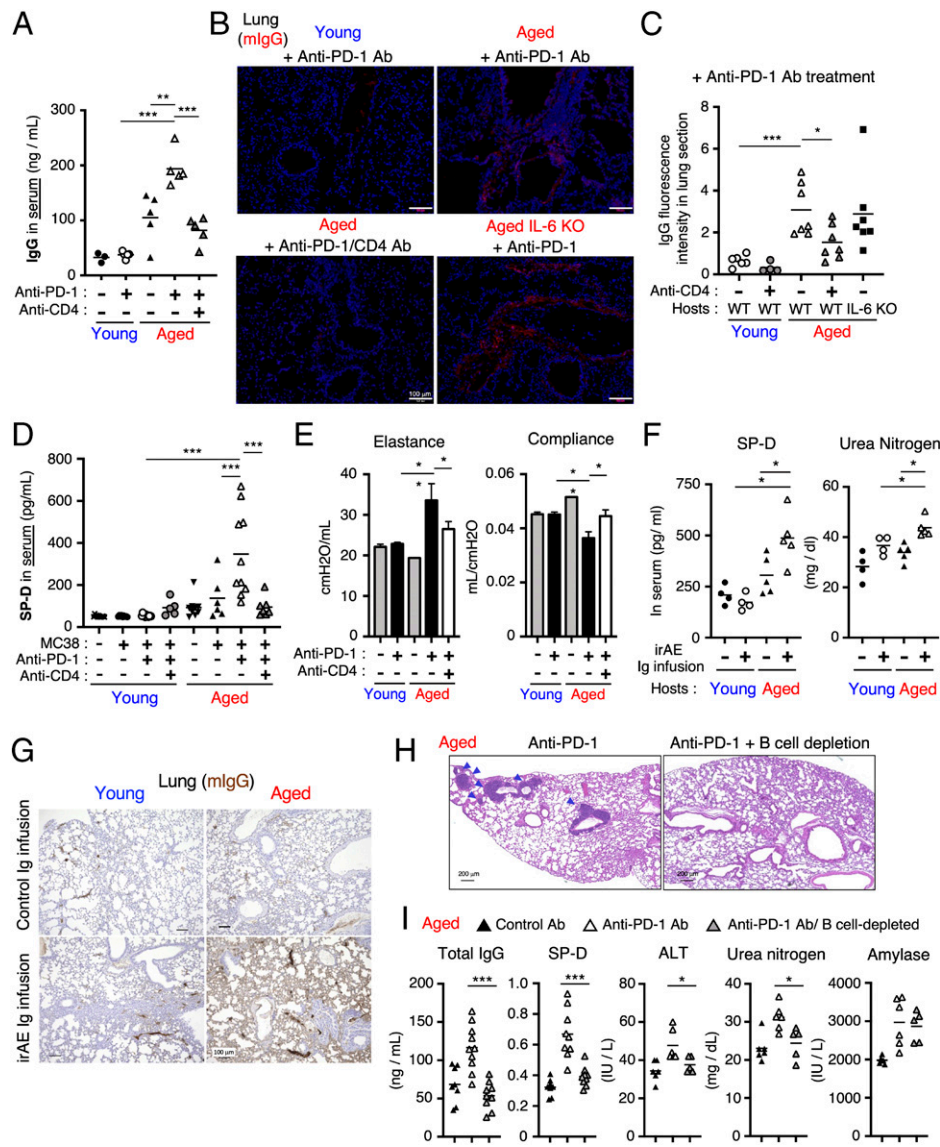 A
IgG in serum (ng / mL)
300
200
100
0
Anti-PD-1 : - + - + +
Anti-CD4 : - - - - +
Young Aged
** 
*** ***
B
Lung
(mIgG)
Young
+ Anti-PD-1 Ab
Aged
+ Anti-PD-1 Ab
Aged
+ Anti-PD-1/CD4 Ab
Aged IL-6 KO
+ Anti-PD-1
100 µm
C
+ Anti-PD-1 Ab treatment
IgG fluorescence
intensity in lung section
8
6
4
2
0
*** *
Anti-CD4 : - + - + -
Hosts : WT WT WT WT IL-6 KO
Young Aged
D
SP-D in serum (pg/mL)
800
600
400
200
0
*** ***
***
MC38 : - + + + - + + +
Anti-PD-1 : - - + + - - + +
Anti-CD4 : - - - + - - - +
Young Aged
E
Elastance
cmH2O/mL
60
40
20
0
* *
*
Compliance
mL/cmH2O
0.06
0.04
0.02
0.00
* *
*
Anti-PD-1 : - + - + + - + - + +
Anti-CD4 : - - - - + - - - - +
Young Aged Young Aged
F
SP-D
In serum (pg / ml)
750
500
250
0
*
*
Urea Nitrogen
(mg / dl)
60
40
20
0
*
*
irAE
Ig infusion - + - + - + - +
Hosts : Young Aged Young Aged
G
Lung (mIgG)
Young Aged
Control Ig infusion
irAE Ig infusion
100 µm
H
Aged Anti-PD-1 Anti-PD-1 + B cell depletion
200 µm
200 µm
I
Aged Control Ab Anti-PD-1 Ab Anti-PD-1 Ab/ B cell-depleted
Total IgG
(ng / mL)
200
150
100
50
0
***
SP-D
1.0
0.8
0.6
0.4
0.2
0
***
ALT
(IU / L)
80
60
40
20
0
*
Urea nitrogen
(mg / dL)
40
30
20
10
0
*
Amylase
(IU / L)
4000
3000
2000
1000
0